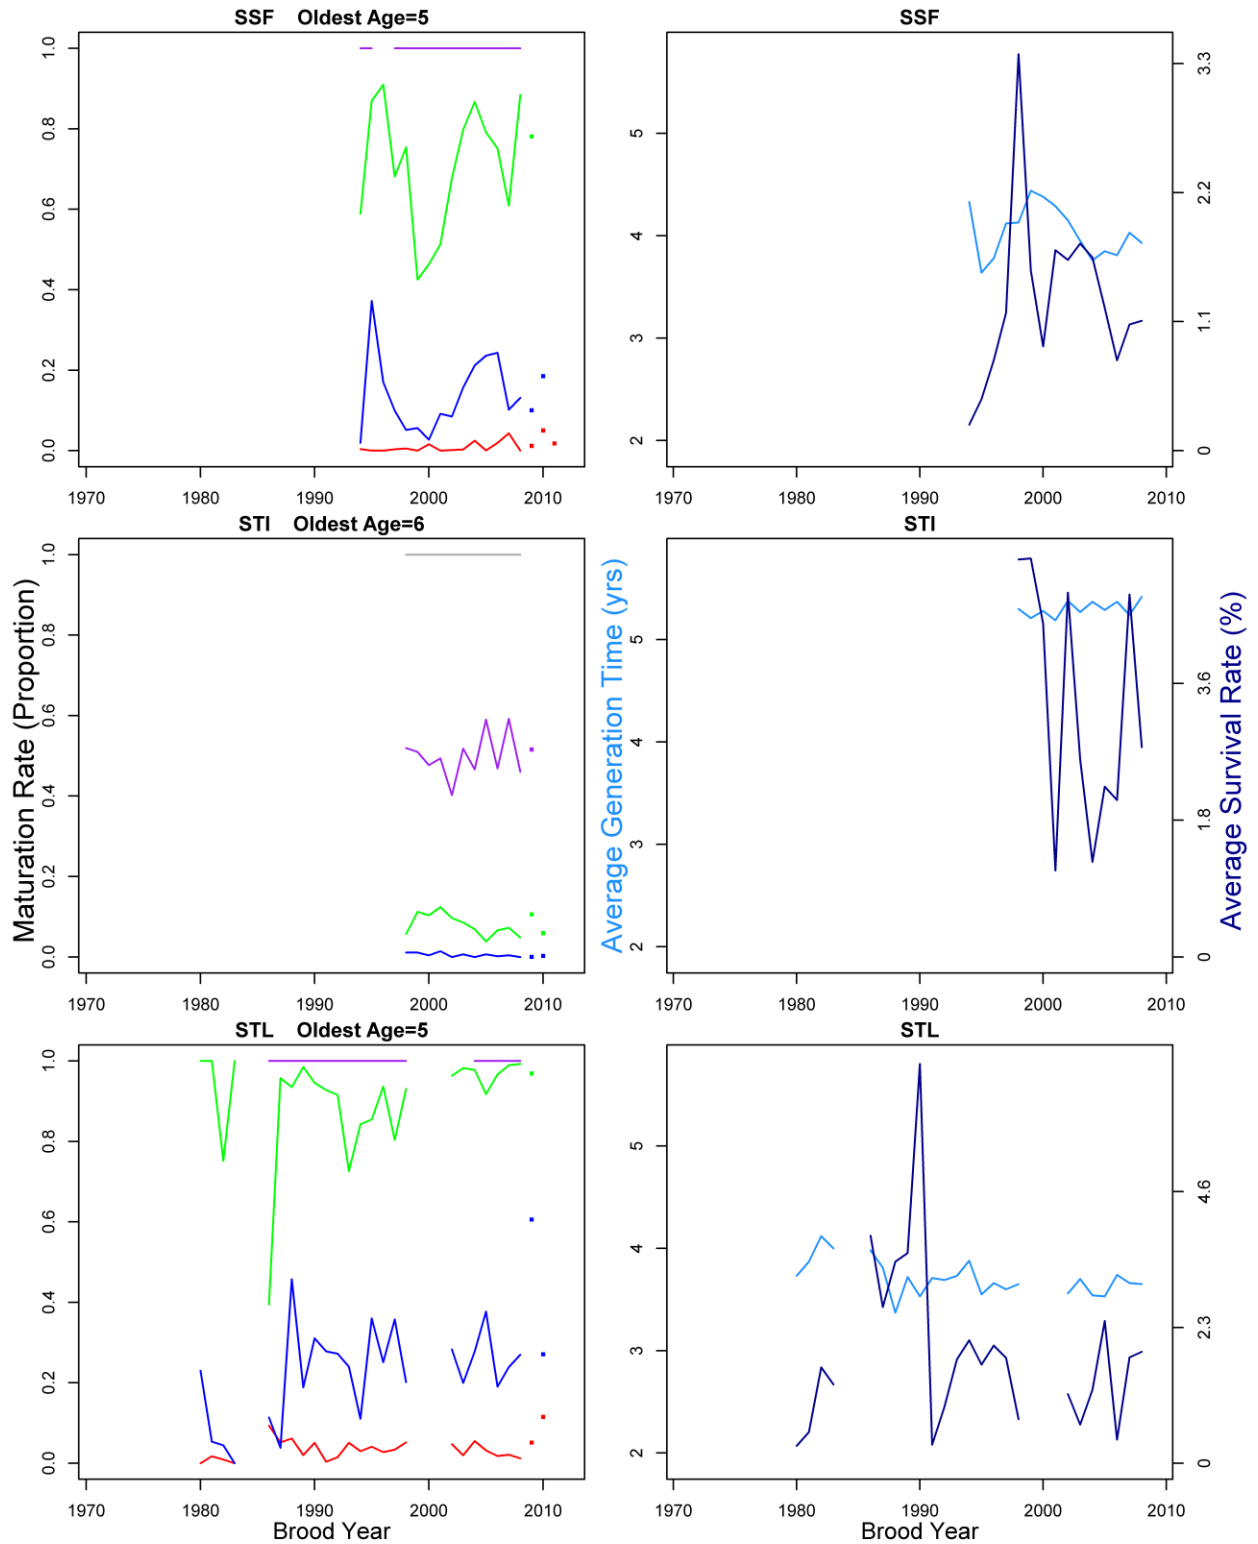 SSF Oldest Age=5
SSF
1.0
0.8
0.6
0.4
0.2
0.0
5
4
3
2
3.3
2.2
1.1
0
1970 1980 1990 2000 2010
1970 1980 1990 2000 2010
STI Oldest Age=6
STI
Maturation Rate (Proportion)
1.0
0.8
0.6
0.4
0.2
0.0
Average Generation Time (yrs)
5
4
3
2
3.6
1.8
0
Average Survival Rate (%)
1970 1980 1990 2000 2010
1970 1980 1990 2000 2010
STL Oldest Age=5
STL
1.0
0.8
0.6
0.4
0.2
0.0
5
4
3
2
4.6
2.3
0
1970 1980 1990 2000 2010
1970 1980 1990 2000 2010
Brood Year
Brood Year